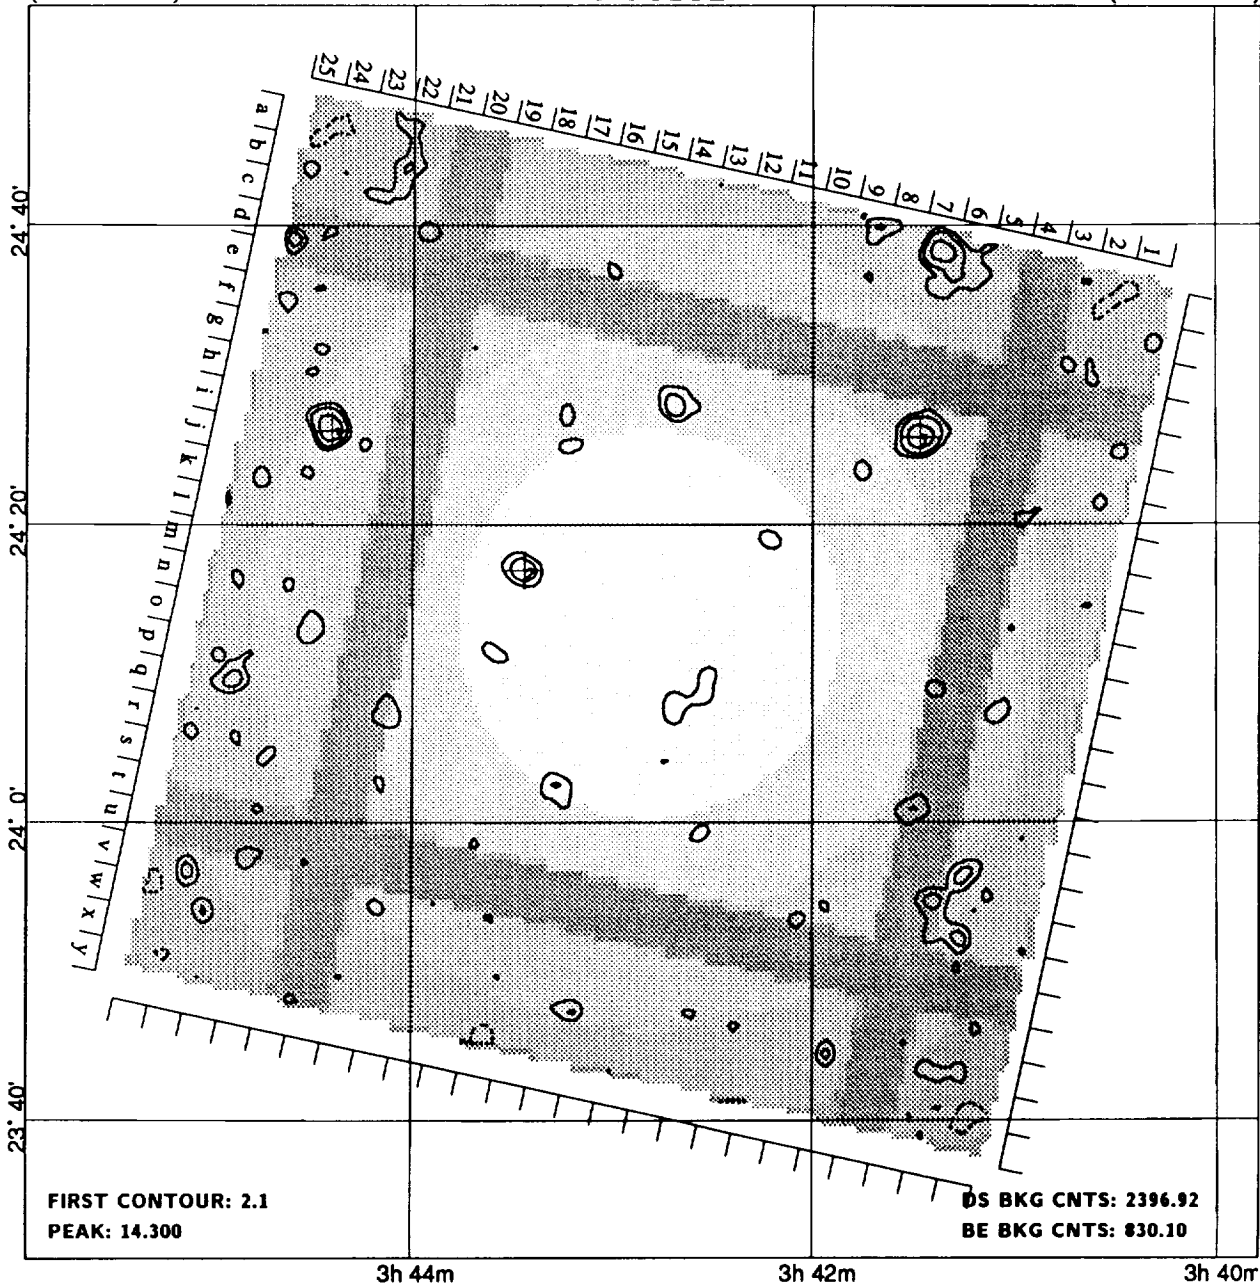 25 24 23 22 21 20 19 18 17 16 15 14 13 12 11 10 9 8 7 6 5 4 3 2 1
a b c d e f g h i j k l m n o p q r s t u v w x y
24° 40'
24° 20'
24° 0'
23° 40'
FIRST CONTOUR: 2.1
PEAK: 14.300
DS BKG CNTS: 2396.92
BE BKG CNTS: 830.10
3h 44m
3h 42m
3h 40m